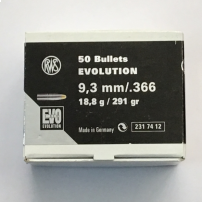 RWS
50 Bullets
EVOLUTION
9,3 mm/.366
18,8 g / 291 gr
EVO
EVOLUTION
Made in Germany
231 74 12